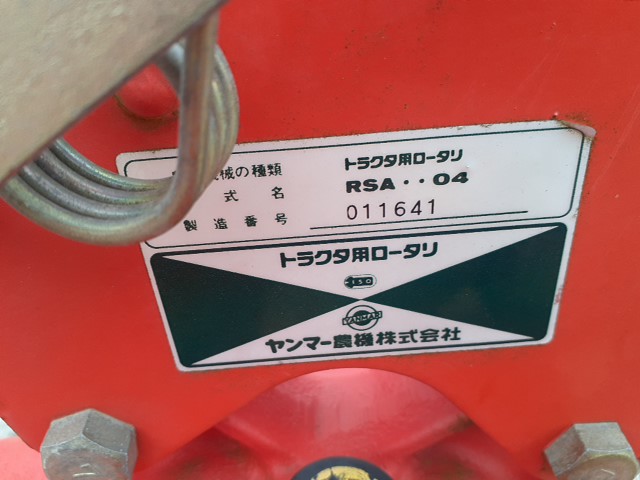 械の種類 トラクタ用ロータリ
式名 RSA··04
製造番号 011641
トラクタ用ロータリ
YANMAR
ヤンマー農機株式会社